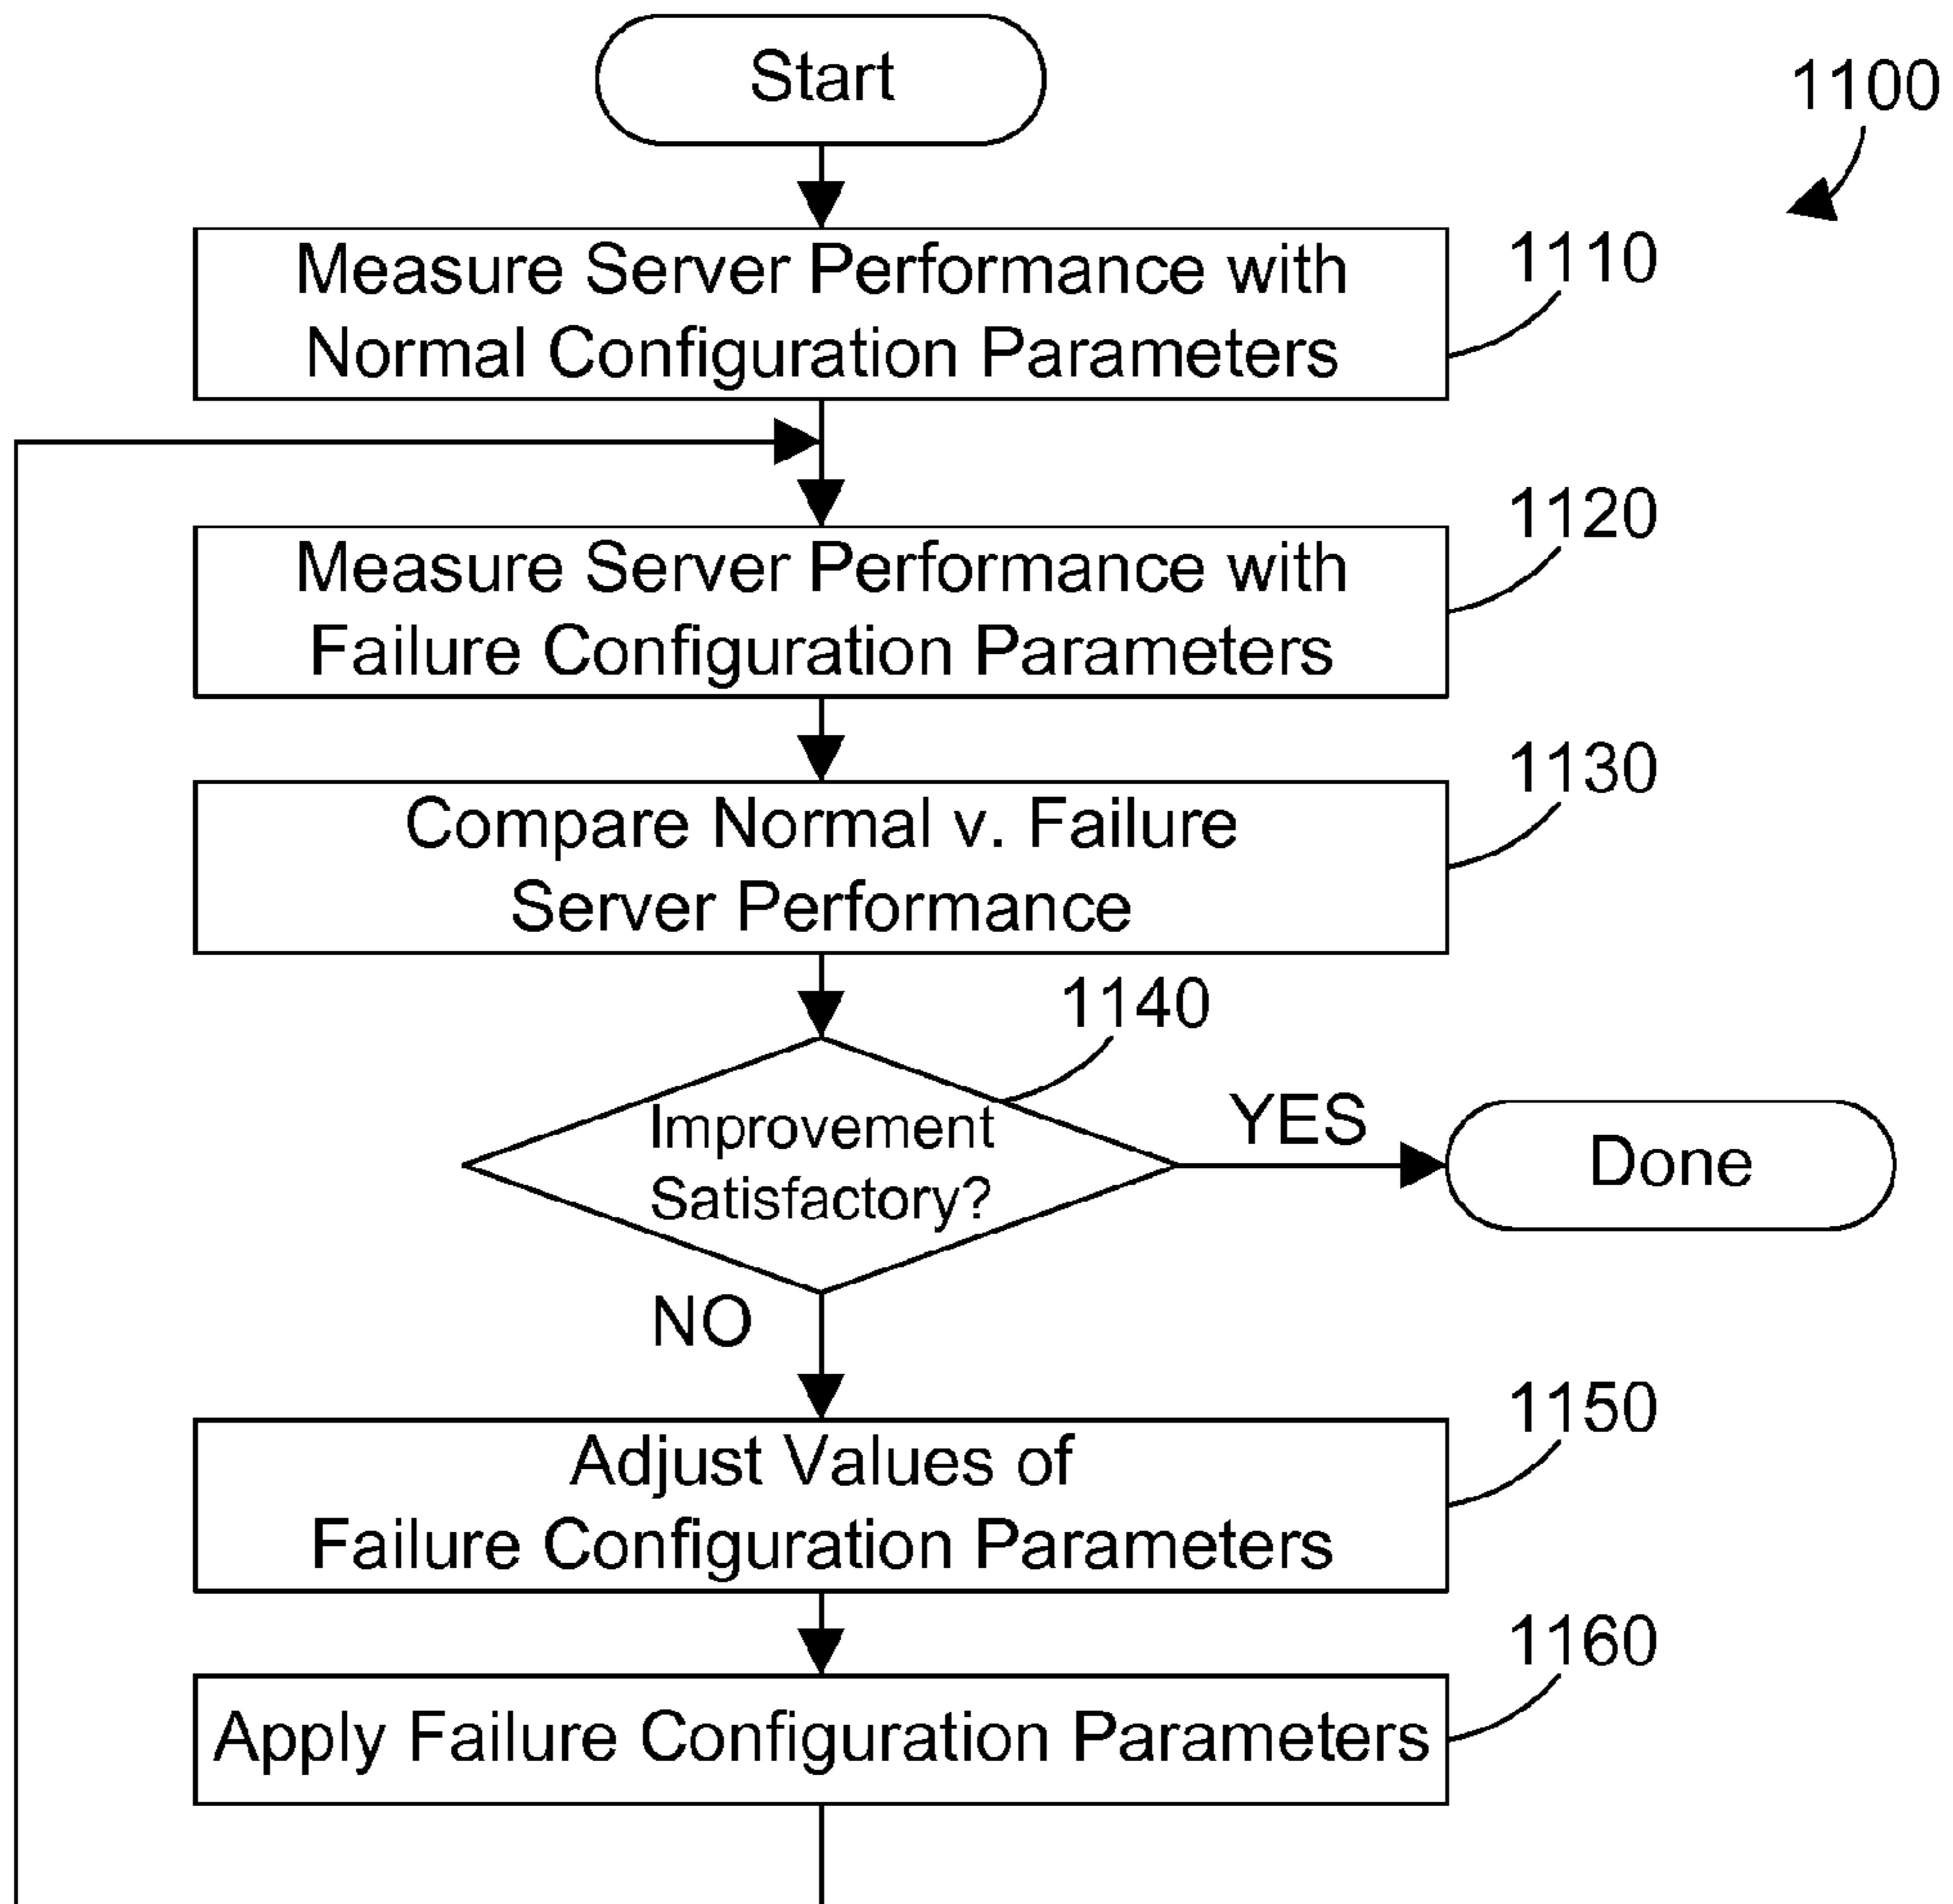 Start
1100
Measure Server Performance with
Normal Configuration Parameters
1110
Measure Server Performance with
Failure Configuration Parameters
1120
Compare Normal v. Failure
Server Performance
1130
1140
Improvement
Satisfactory?
YES
Done
NO
Adjust Values of
Failure Configuration Parameters
1150
Apply Failure Configuration Parameters
1160